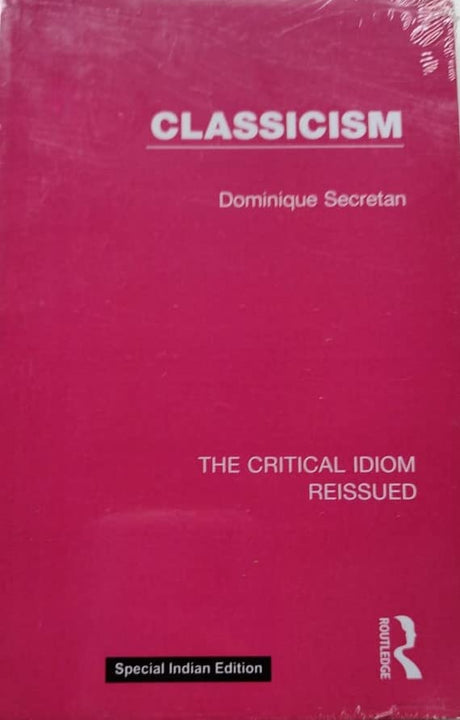 CLASSICISM
Dominique Secretan
THE CRITICAL IDIOM
REISSUED
ROUTLEDGE
Special Indian Edition